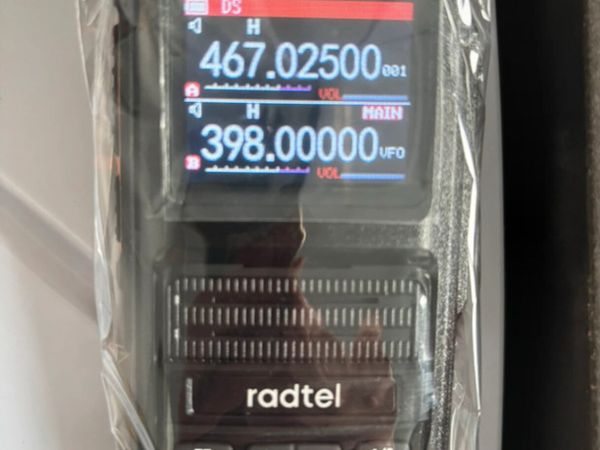 DS
H
467.02500 001
A VOL
H MAIN
398.00000 VFO
B VOL
radtel